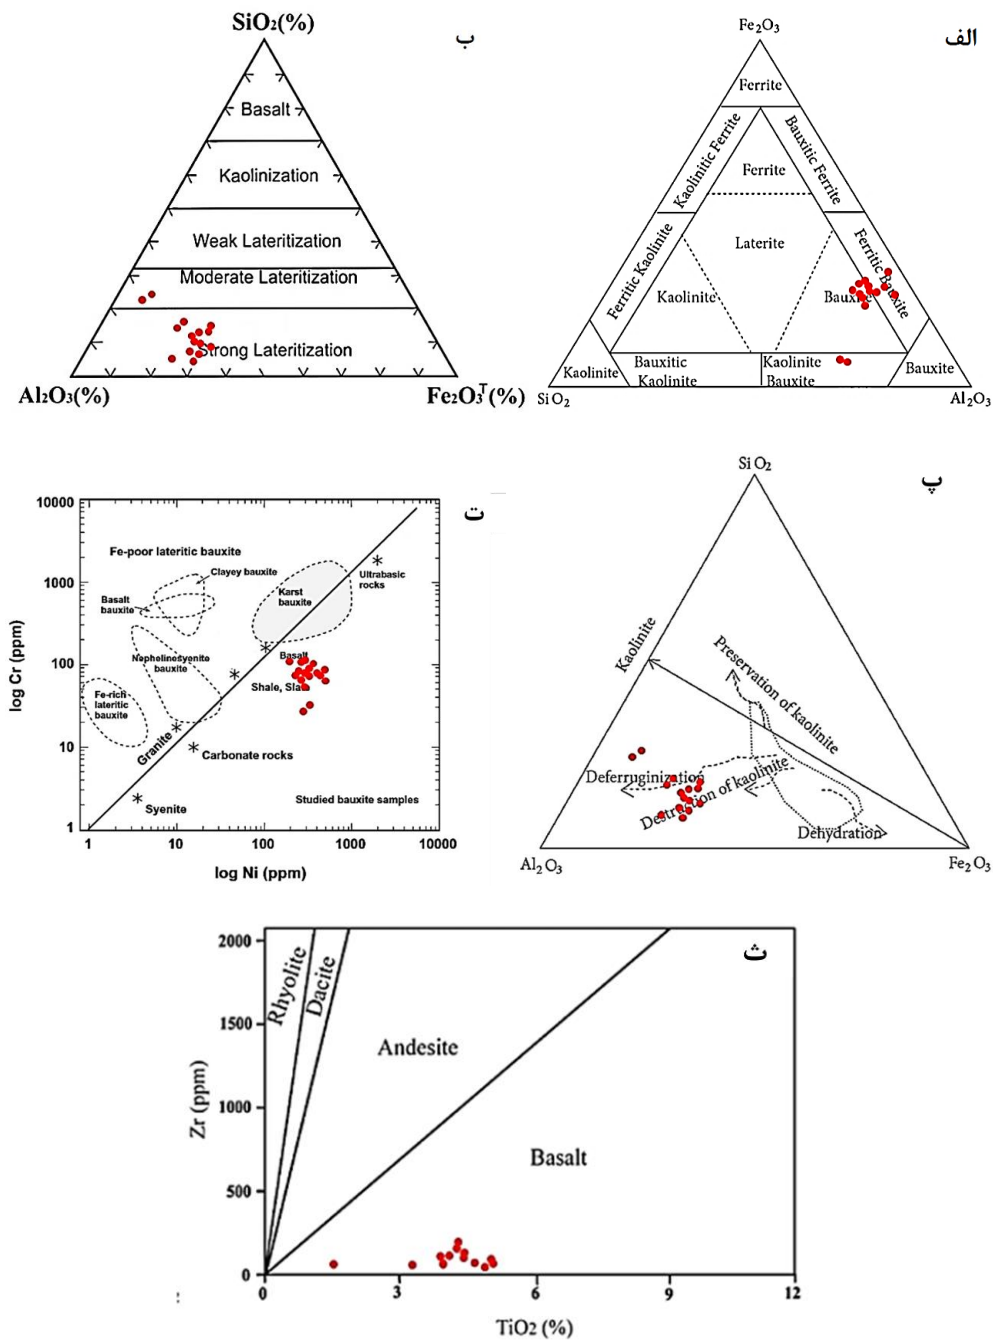 ب
SiO₂(%)
Basalt
Kaolinization
Weak Lateritization
Moderate Lateritization
Strong Lateritization
Al₂O₃(%)
Fe₂O₃ᵀ(%)
الف
Fe₂O₃
Ferrite
Kaolinitic Ferrite
Bauxitic Ferrite
Ferrite
Laterite
Ferritic Kaolinite
Ferritic Bauxite
Kaolinite
Bauxite
Kaolinite
Bauxitic
Kaolinite
Kaolinite
Bauxite
Bauxite
SiO₂
Al₂O₃
ت
10000
1000
100
10
1
log Cr (ppm)
Fe-poor lateritic bauxite
Clayey bauxite
Basalt
bauxite
Karst
bauxite
Ultrabasic
rocks
Nephelinesyenite
bauxite
Basalt
Shale, Slate
Fe-rich
lateritic
bauxite
Granite
Carbonate rocks
Syenite
Studied bauxite samples
1
10
100
1000
10000
log Ni (ppm)
پ
SiO₂
Kaolinite
Preservation of kaolinite
Deferruginization
Destruction of kaolinite
Dehydration
Al₂O₃
Fe₂O₃
ث
2000
1500
1000
500
0
Zr (ppm)
Rhyolite
Dacite
Andesite
Basalt
0
3
6
9
12
TiO₂ (%)